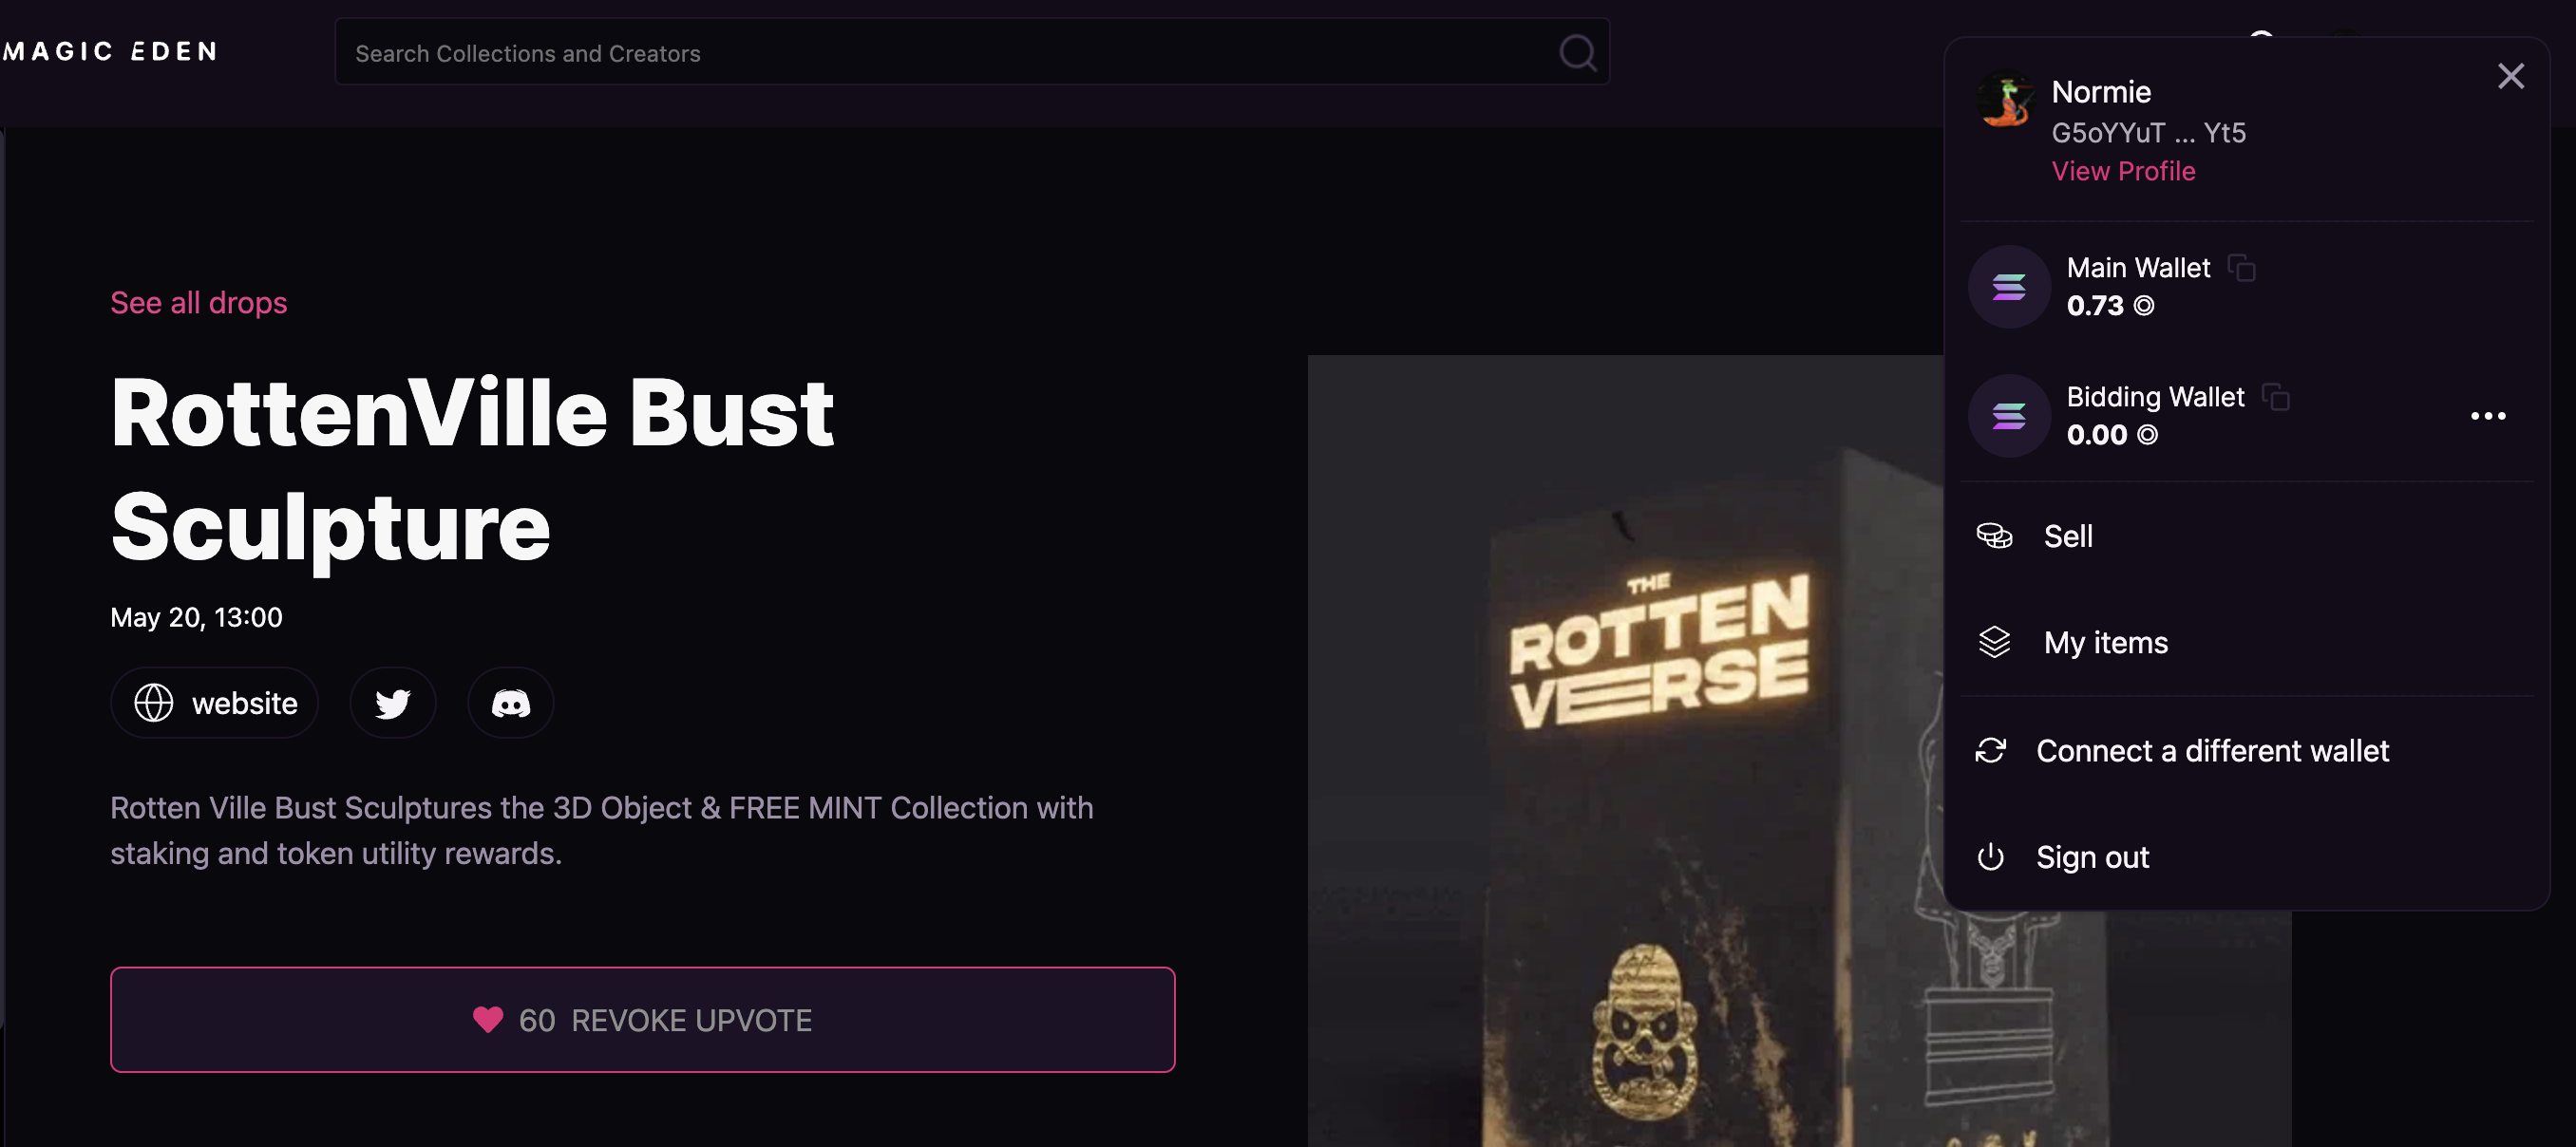 MAGIC EDEN
Search Collections and Creators
See all drops
RottenVille Bust
Sculpture
May 20, 13:00
website
Rotten Ville Bust Sculptures the 3D Object & FREE MINT Collection with
staking and token utility rewards.
60 REVOKE UPVOTE
THE
ROTTEN
VERSE
Normie
G5oYYuT ... Yt5
View Profile
Main Wallet
0.73
Bidding Wallet
0.00
Sell
My items
Connect a different wallet
Sign out